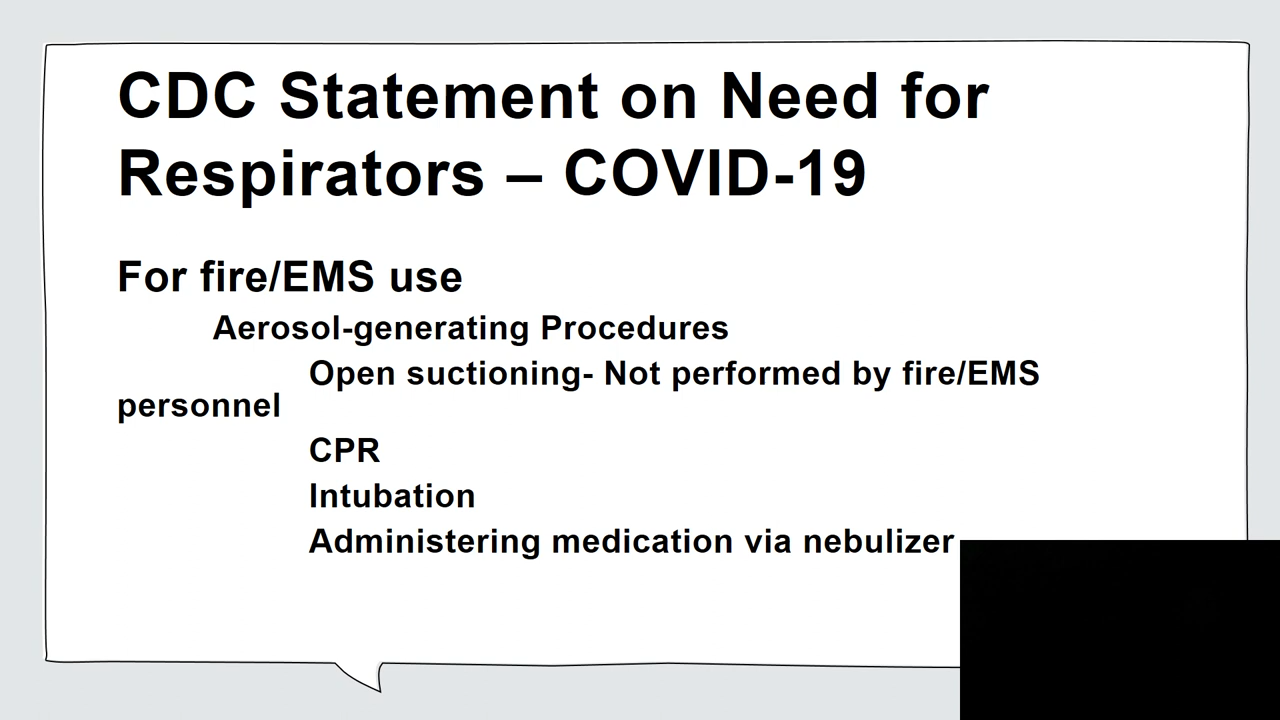 CDC Statement on Need for
Respirators – COVID-19
For fire/EMS use
Aerosol-generating Procedures
Open suctioning- Not performed by fire/EMS
personnel
CPR
Intubation
Administering medication via nebulizer